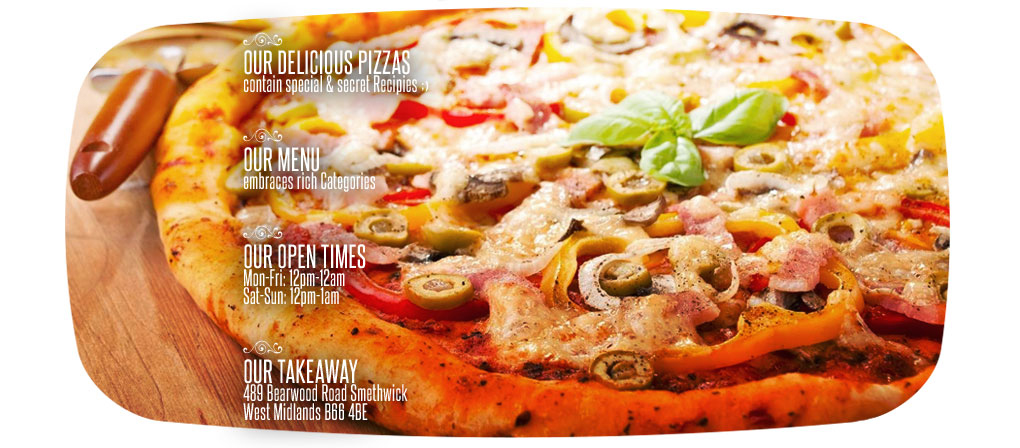 OUR DELICIOUS PIZZAS
contain special & secret Recipies :)
OUR MENU
embraces rich Categories
OUR OPEN TIMES
Mon-Fri: 12pm-12am
Sat-Sun: 12pm-1am
OUR TAKEAWAY
489 Bearwood Road Smethwick
West Midlands B66 4BE